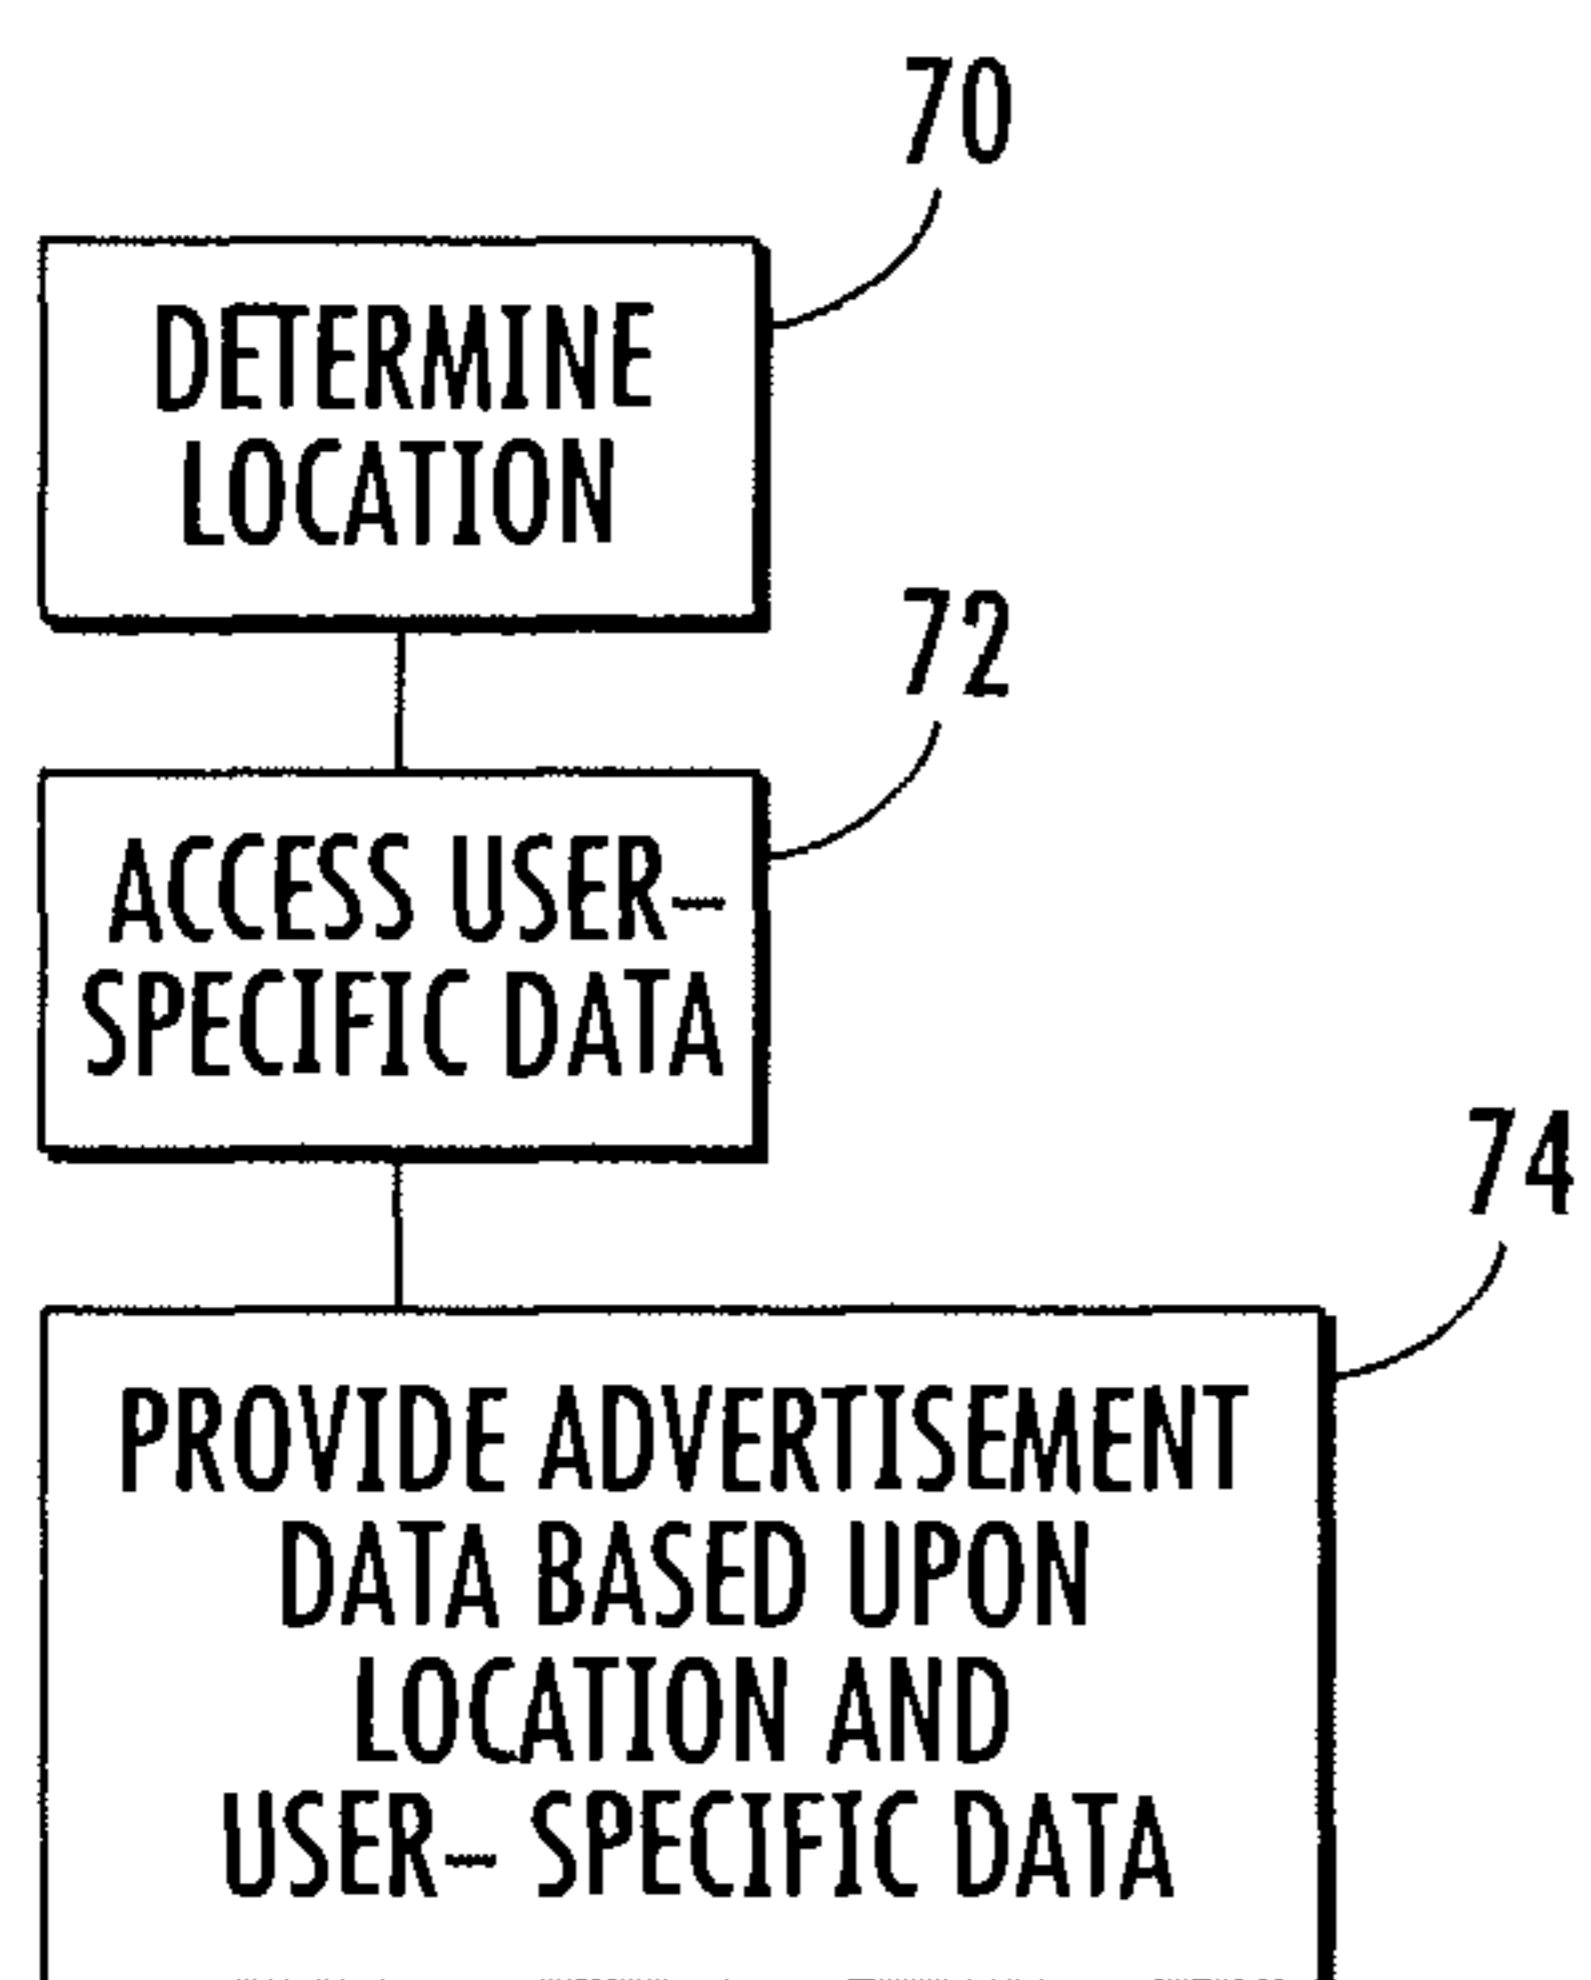 70
DETERMINE
LOCATION
72
ACCESS USER-
SPECIFIC DATA
74
PROVIDE ADVERTISEMENT
DATA BASED UPON
LOCATION AND
USER- SPECIFIC DATA